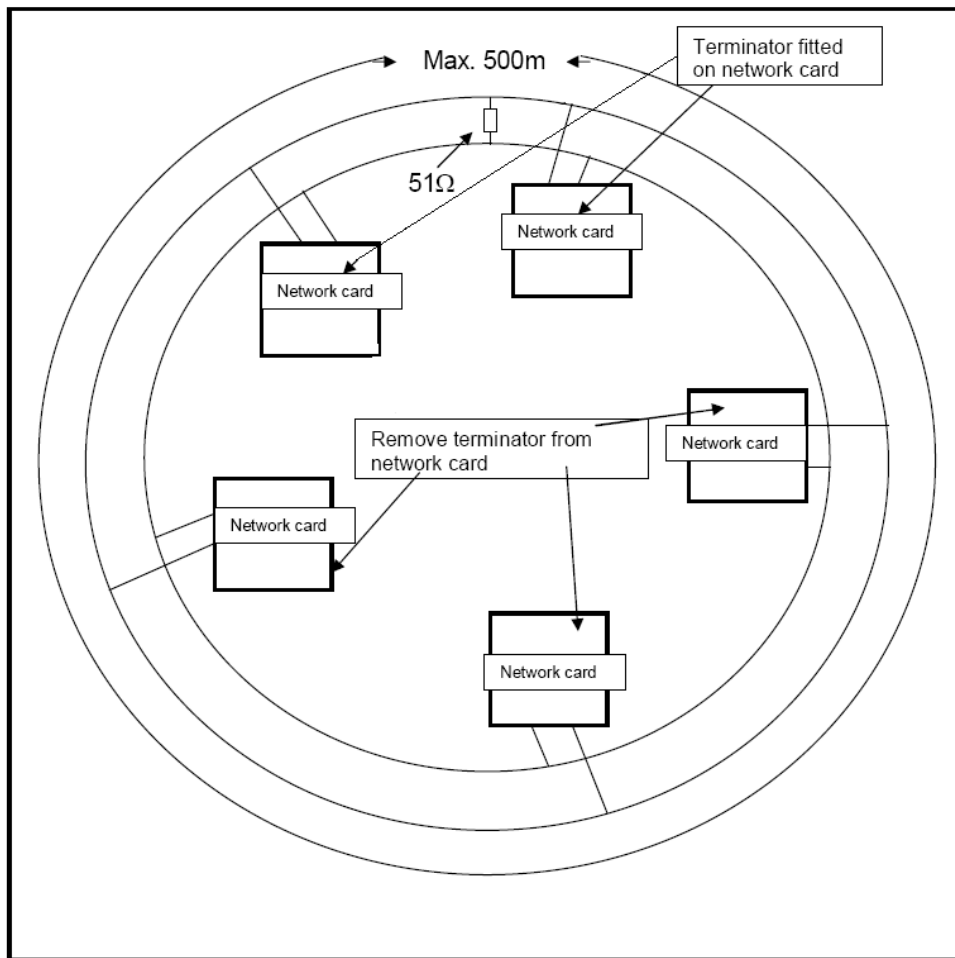 Max. 500m
Terminator fitted
on network card
51Ω
Network card
Network card
Remove terminator from
network card
Network card
Network card
Network card